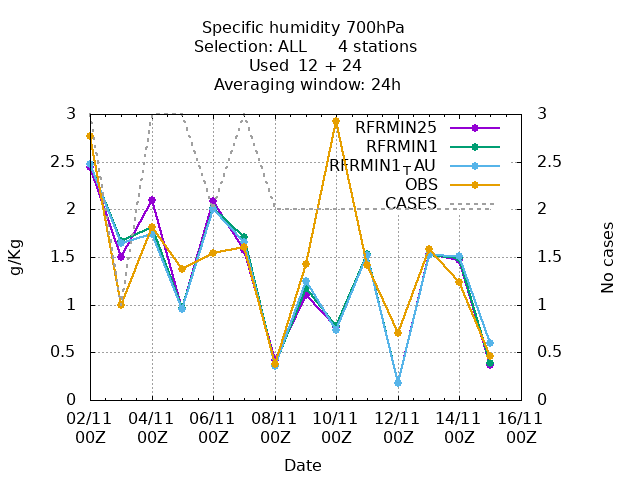 Specific humidity 700hPa
Selection: ALL 4 stations
Used 12 + 24
Averaging window: 24h
RFRMIN25
RFRMIN1
RFRMIN1TAU
OBS
CASES
3
2.5
2
1.5
1
0.5
0
3
2.5
2
1.5
1
0.5
0
g/Kg
No cases
02/11 04/11 06/11 08/11 10/11 12/11 14/11 16/11
00Z 00Z 00Z 00Z 00Z 00Z 00Z 00Z
Date